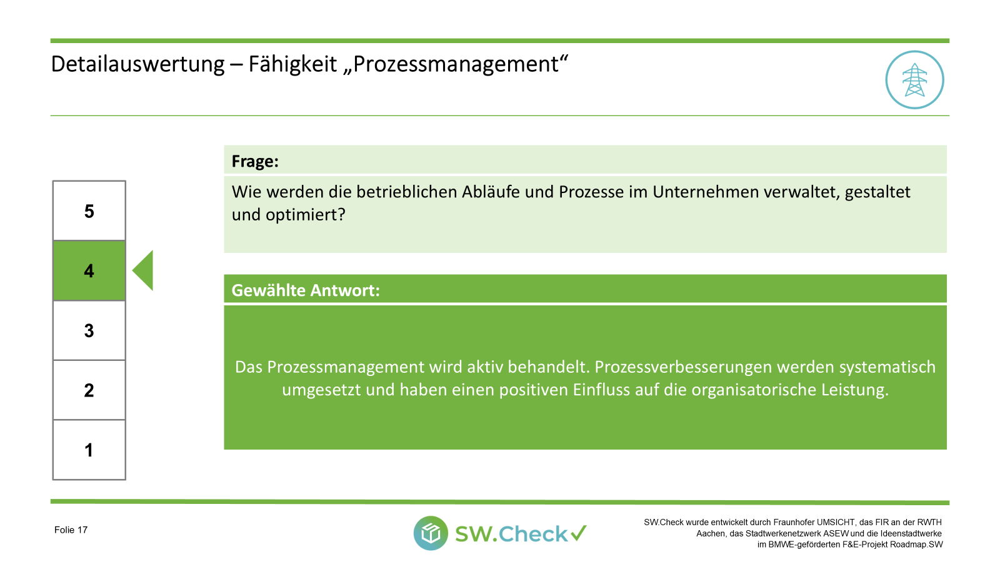 Detailauswertung – Fähigkeit „Prozessmanagement“
5
4
3
2
1
Frage:
Wie werden die betrieblichen Abläufe und Prozesse im Unternehmen verwaltet, gestaltet
und optimiert?
Gewählte Antwort:
Das Prozessmanagement wird aktiv behandelt. Prozessverbesserungen werden systematisch
umgesetzt und haben einen positiven Einfluss auf die organisatorische Leistung.
Folie 17
SW.Check
SW.Check wurde entwickelt durch Fraunhofer UMSICHT, das FIR an der RWTH
Aachen, das Stadtwerkenetzwerk ASEW und die Ideenstadtwerke
im BMWE-geförderten F&E-Projekt Roadmap.SW